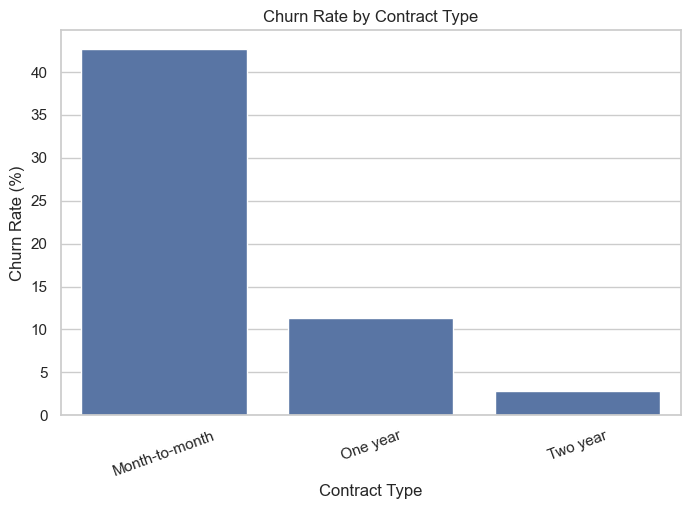 Churn Rate by Contract Type
Churn Rate (%)
40
35
30
25
20
15
10
5
0
Month-to-month
One year
Two year
Contract Type